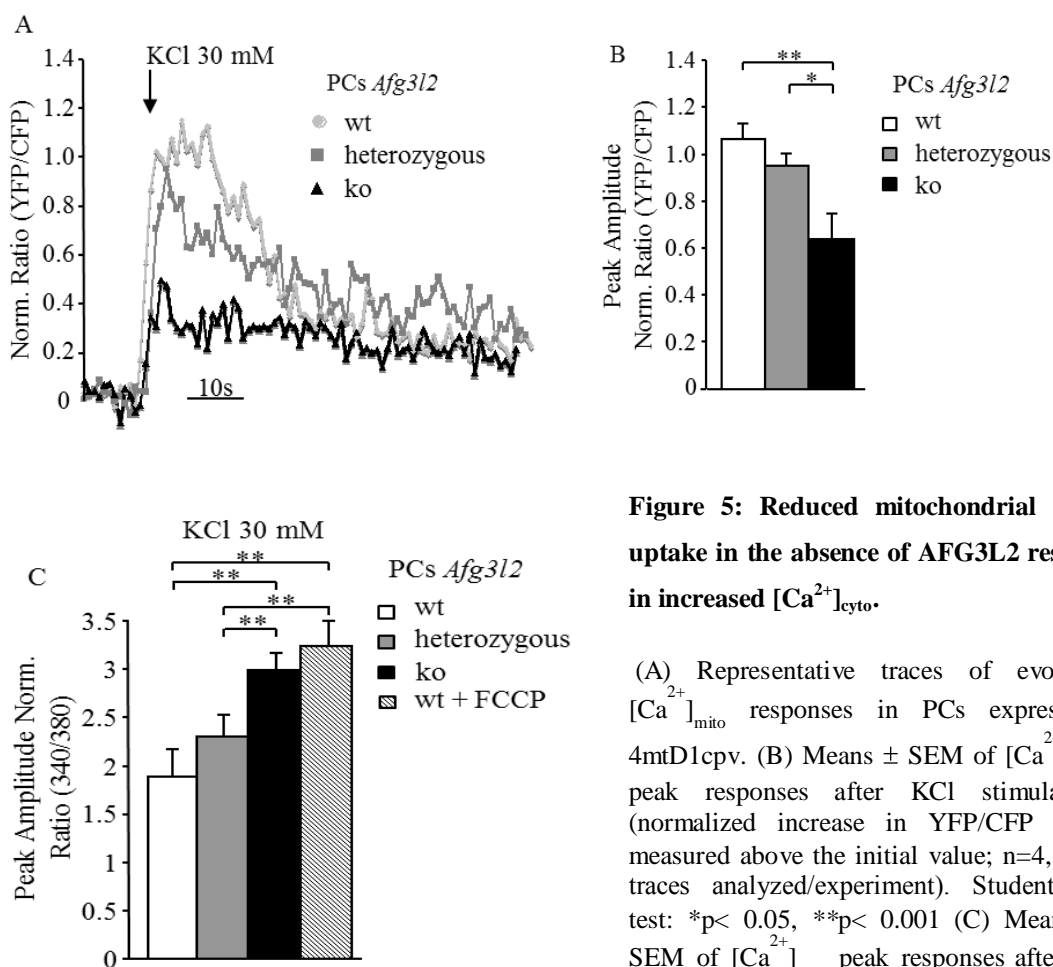 A
1.4
1.2
1.0
0.8
0.6
0.4
0.2
0
Norm. Ratio (YFP/CFP)
KCl 30 mM
PCs Afg3l2
wt
heterozygous
ko
10s
B
1.4
1.2
1.0
0.8
0.6
0.4
0.2
0
Peak Amplitude
Norm. Ratio (YFP/CFP)
**
*
PCs Afg3l2
wt
heterozygous
ko
C
KCl 30 mM
**
**
**
**
3.5
3
2.5
2
1.5
1
0.5
0
Peak Amplitude Norm.
Ratio (340/380)
PCs Afg3l2
wt
heterozygous
ko
wt + FCCP
Figure 5: Reduced mitochondrial
uptake in the absence of AFG3L2 res
in increased [Ca2+]cyto.
(A) Representative traces of evo
[Ca2+]mito responses in PCs expres
4mtD1cpv. (B) Means ± SEM of [Ca2
peak responses after KCl stimula
(normalized increase in YFP/CFP
measured above the initial value; n=4,
traces analyzed/experiment). Student
test: *p< 0.05, **p< 0.001 (C) Mean
SEM of [Ca2+] peak responses after